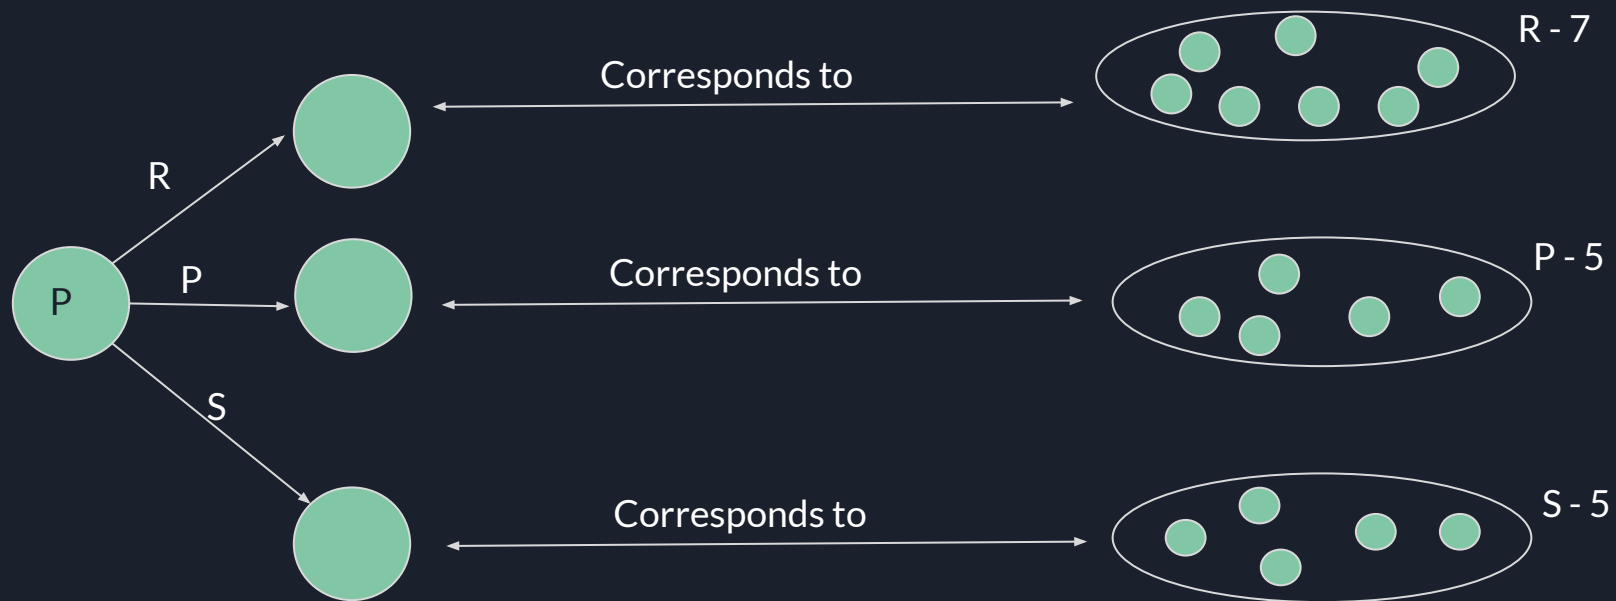 R - 7
Corresponds to
R
P - 5
P
Corresponds to
P
S
S - 5
Corresponds to